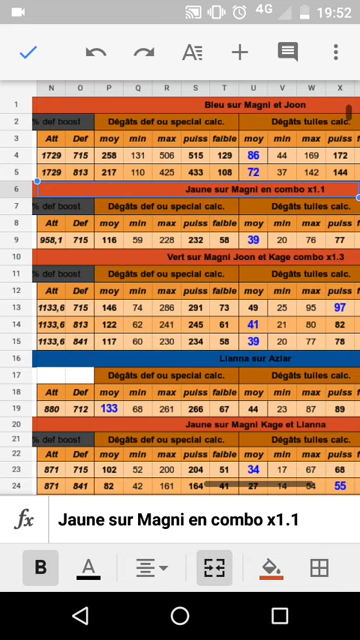 4G 19:52
A
N O P Q R S T U V W X
1 Bleu sur Magni et Joon
2 % def boost Dégâts def ou special calc. Dégâts tuiles calc.
3 Att Def moy min max puiss faible moy min max puiss
4 1729 715 258 131 506 515 129 86 44 169 172
5 1729 813 217 110 425 433 108 72 37 142 144
6 Jaune sur Magni en combo x1.1
7 % def boost Dégâts def ou special calc. Dégâts tuiles calc.
8 Att Def moy min max puiss faible moy min max puiss
9 958,1 715 116 59 228 232 58 39 20 76 77
10 Vert sur Magni Joon et Kage combo x1.3
11 % def boost Dégâts def ou special calc. Dégâts tuiles calc.
12 Att Def moy min max puiss faible moy min max puiss
13 1133,6 715 146 74 286 291 73 49 25 95 97
14 1133,6 813 122 62 241 245 61 41 21 80 82
15 1133,6 841 117 60 230 234 58 39 20 77 78
16 Lianna sur Aziar
17 Dégâts def ou special calc. Dégâts tuiles calc.
18 Att Def moy min max puiss faible moy min max puiss
19 880 712 133 68 261 266 67 44 23 87 89
20 Jaune sur Magni Kage et Lianna
21 % def boost Dégâts def ou special calc. Dégâts tuiles calc.
22 Att Def moy min max puiss faible moy min max puiss
23 871 715 102 52 200 204 51 34 17 67 68
24 871 841 82 42 161 164 41 27 14 54 55
fx Jaune sur Magni en combo x1.1
B A